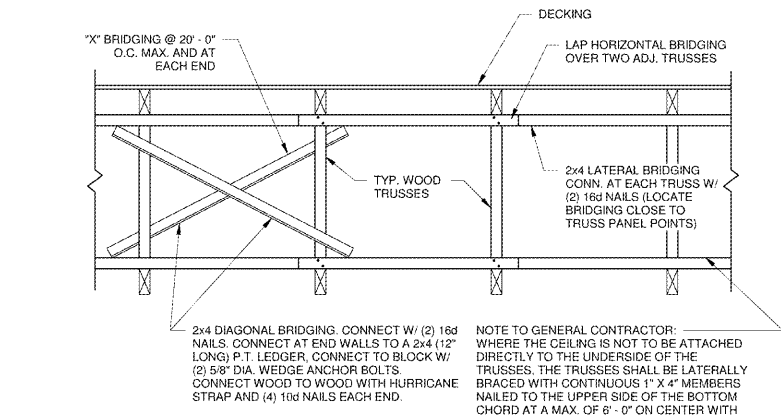 DECKING
"X" BRIDGING @ 20' - 0"
O.C. MAX. AND AT
EACH END
LAP HORIZONTAL BRIDGING
OVER TWO ADJ. TRUSSES
TYP. WOOD
TRUSSES
2x4 LATERAL BRIDGING
CONN. AT EACH TRUSS W/
(2) 16d NAILS (LOCATE
BRIDGING CLOSE TO
TRUSS PANEL POINTS)
2x4 DIAGONAL BRIDGING. CONNECT W/ (2) 16d
NAILS. CONNECT AT END WALLS TO A 2x4 (12"
LONG) P.T. LEDGER, CONNECT TO BLOCK W/
(2) 5/8" DIA. WEDGE ANCHOR BOLTS.
CONNECT WOOD TO WOOD WITH HURRICANE
STRAP AND (4) 10d NAILS EACH END.
NOTE TO GENERAL CONTRACTOR:
WHERE THE CEILING IS NOT TO BE ATTACHED
DIRECTLY TO THE UNDERSIDE OF THE
TRUSSES. THE TRUSSES SHALL BE LATERALLY
BRACED WITH CONTINUOUS 1" X 4" MEMBERS
NAILED TO THE UPPER SIDE OF THE BOTTOM
CHORD AT A MAX. OF 6' - 0" ON CENTER WITH